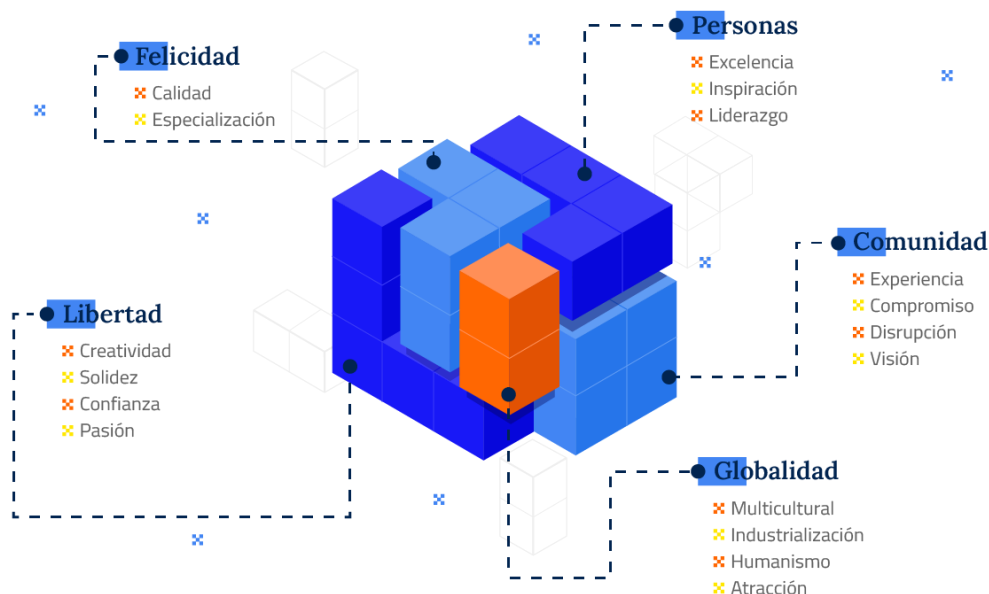 Felicidad
Calidad
Especialización
Personas
Excelencia
Inspiración
Liderazgo
Comunidad
Experiencia
Compromiso
Disrupción
Visión
Libertad
Creatividad
Solidez
Confianza
Pasión
Globalidad
Multicultural
Industrialización
Humanismo
Atracción